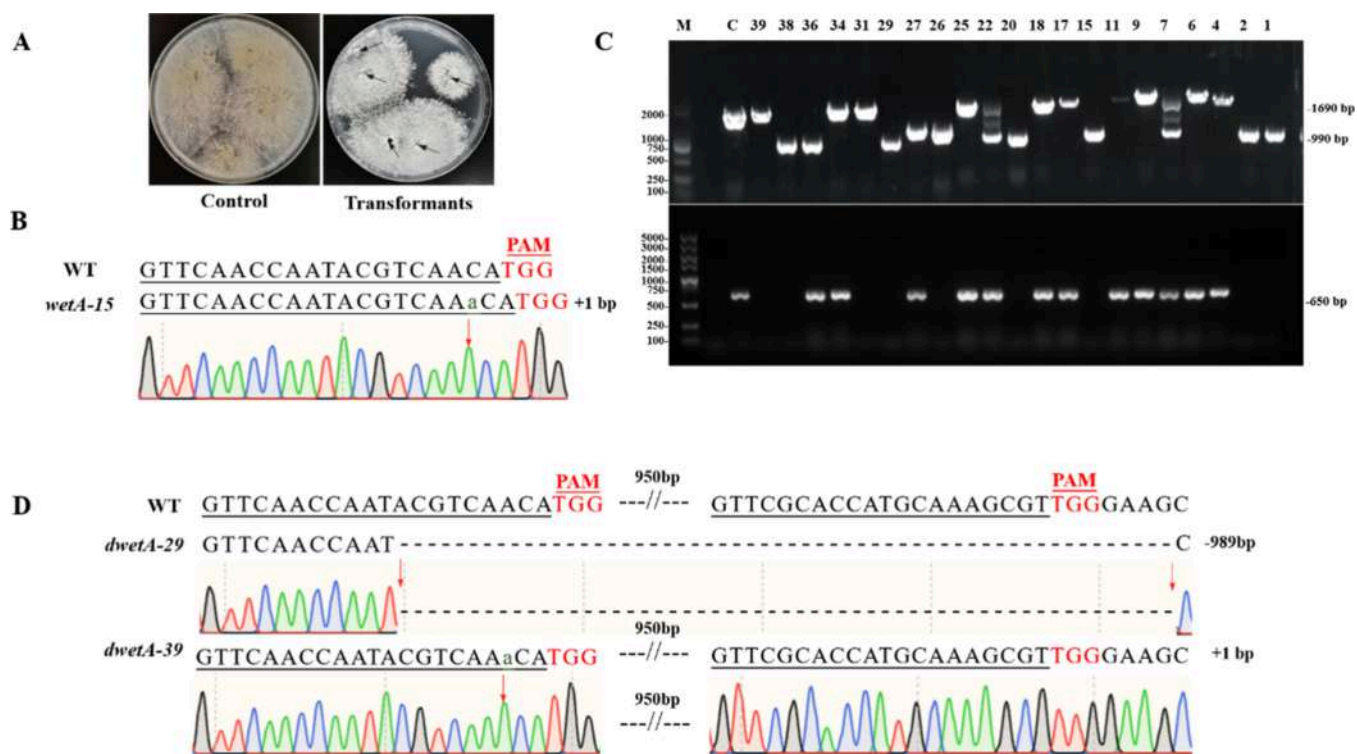 A
Control
Transformants
B
PAM
WT
GTTCAACCAATACGTCAACATGG
wetA-15
GTTCAACCAATACGTCAAaCATGG
+1 bp
C
M C 39 38 36 34 31 29 27 26 25 22 20 18 17 15 11 9 7 6 4 2 1
2000
1000
750
500
250
100
-1690 bp
-990 bp
5000
3000
2000
1500
1000
750
500
250
100
-650 bp
D
PAM
950bp
PAM
WT
GTTCAACCAATACGTCAACATGG ---//--- GTTCGCACCATGCAAAGCGTTGGGAAGC
dwetA-29
GTTCAACCAAT-----------------------------------------------C
-989bp
950bp
dwetA-39
GTTCAACCAATACGTCAAaCATGG ---//--- GTTCGCACCATGCAAAGCGTTGGGAAGC
+1 bp
950bp
---//---